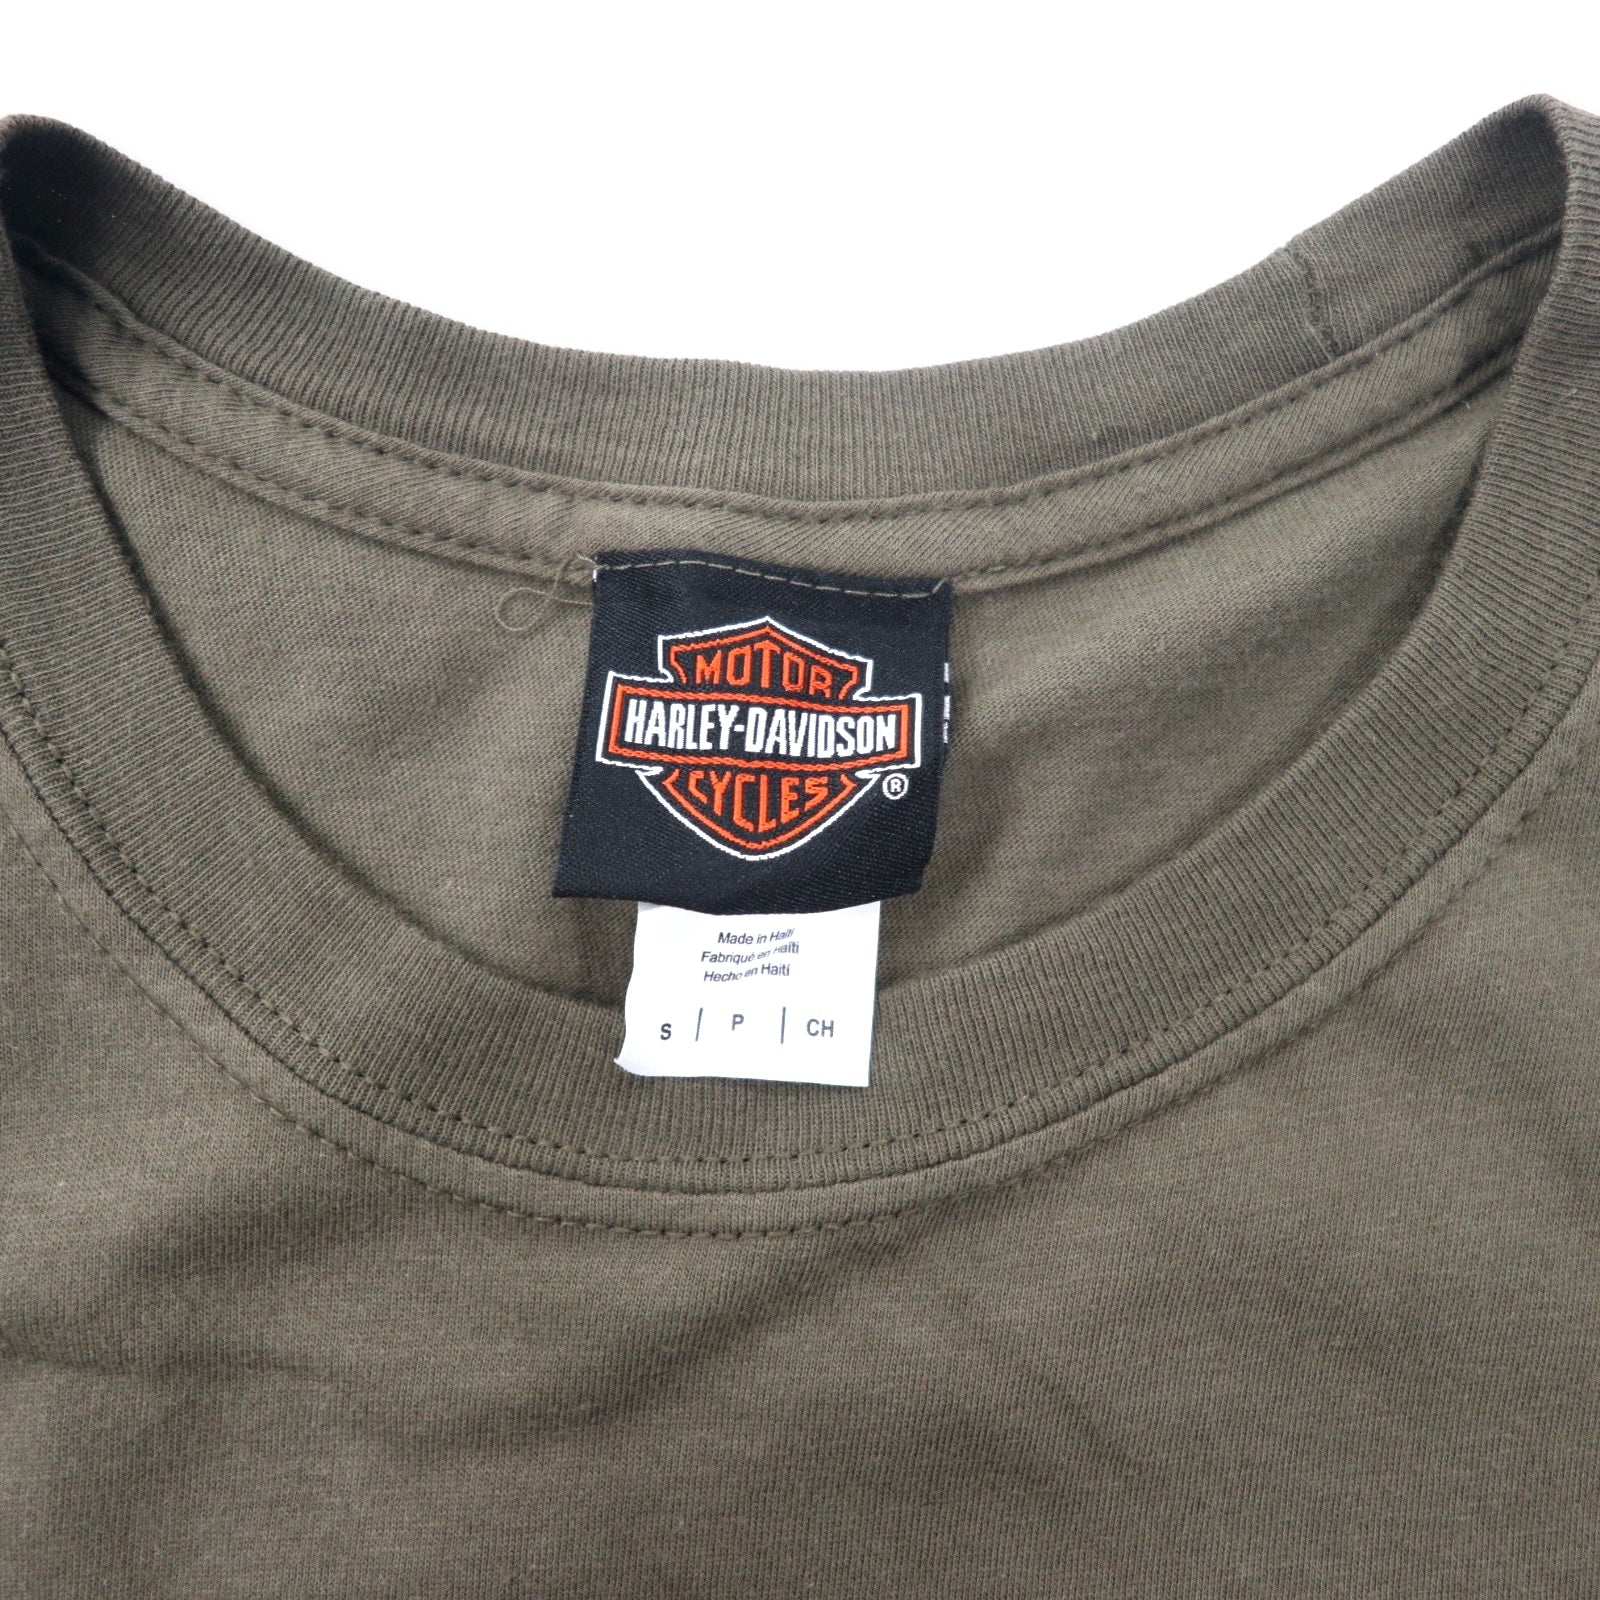 MOTOR
HARLEY-DAVIDSON
CYCLES
®
Made in Haiti
Fabriqué en Haïti
Hecho en Haiti
S | P | CH